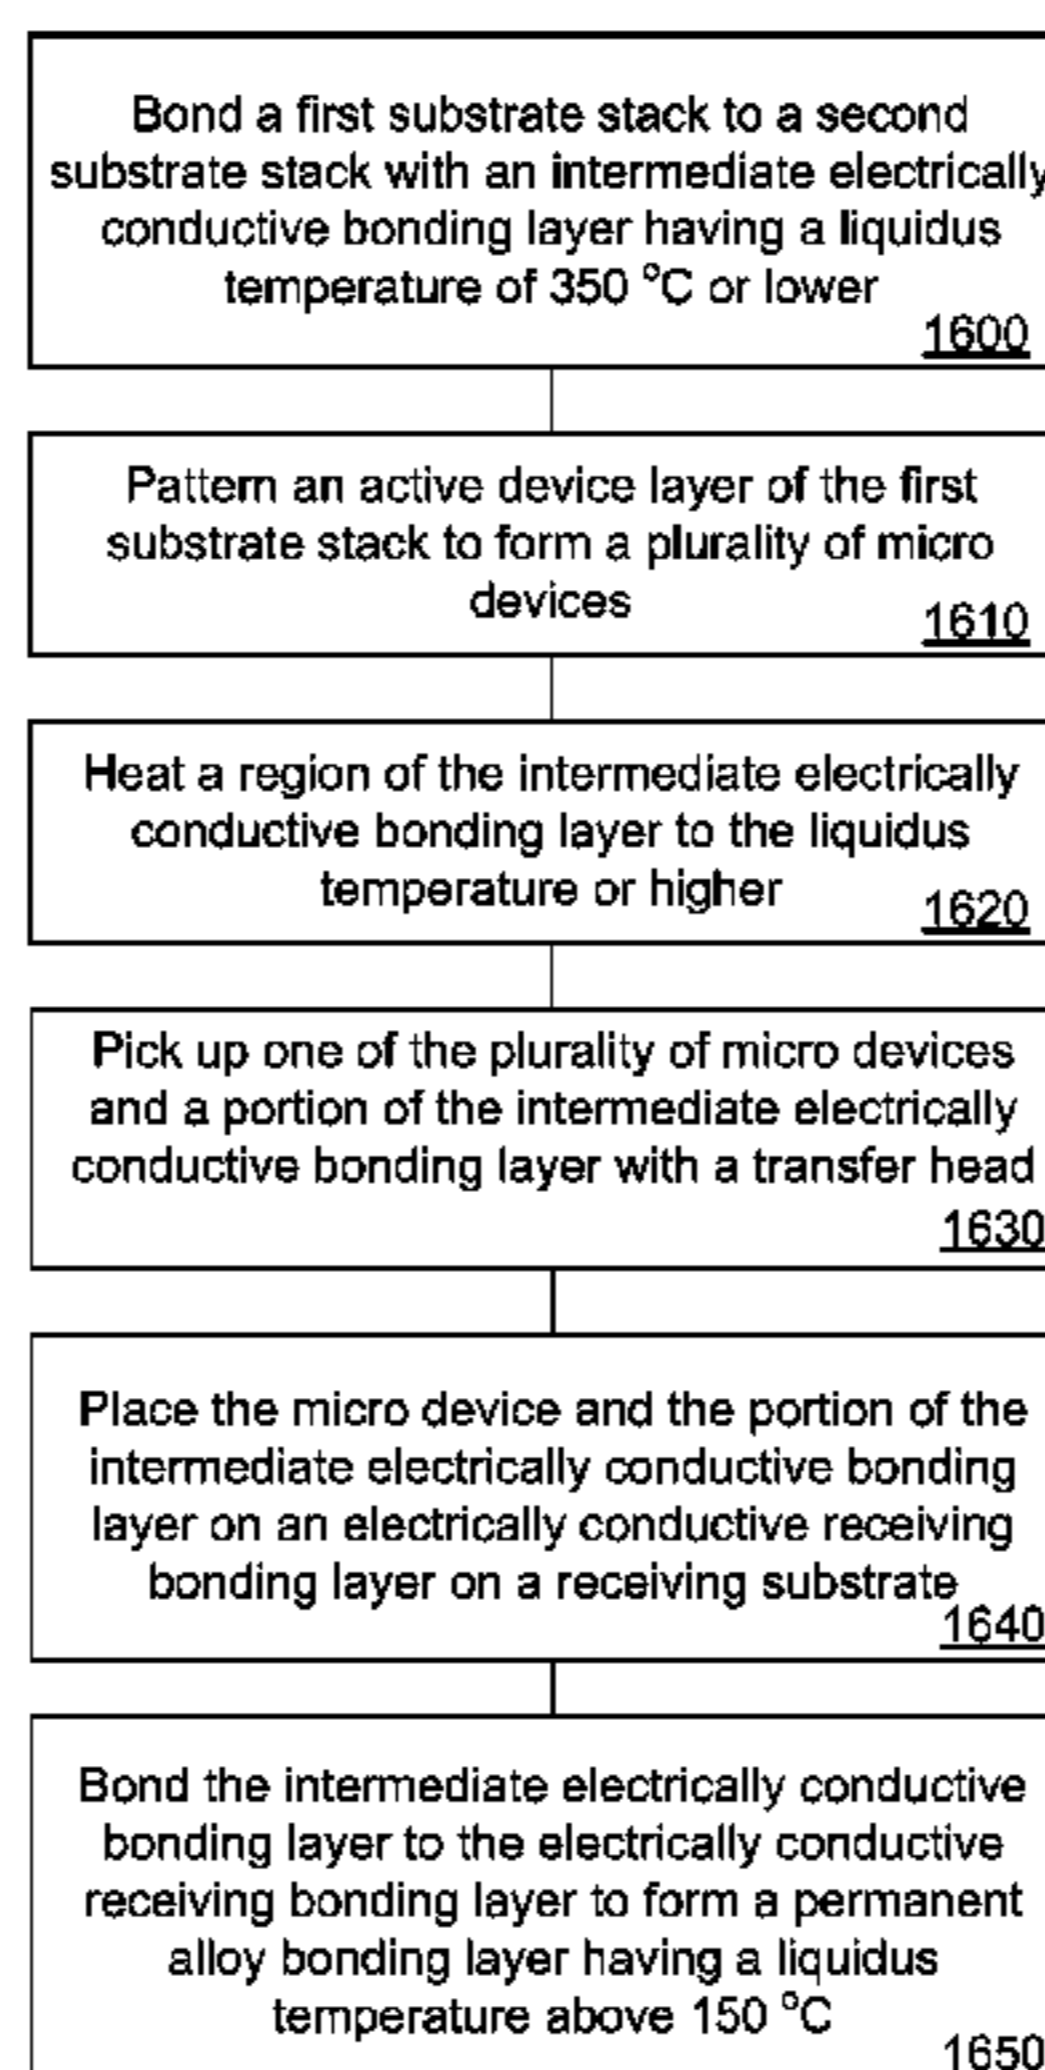 Bond a first substrate stack to a second
substrate stack with an intermediate electrically
conductive bonding layer having a liquidus
temperature of 350 °C or lower
1600
Pattern an active device layer of the first
substrate stack to form a plurality of micro
devices
1610
Heat a region of the intermediate electrically
conductive bonding layer to the liquidus
temperature or higher
1620
Pick up one of the plurality of micro devices
and a portion of the intermediate electrically
conductive bonding layer with a transfer head
1630
Place the micro device and the portion of the
intermediate electrically conductive bonding
layer on an electrically conductive receiving
bonding layer on a receiving substrate
1640
Bond the intermediate electrically conductive
bonding layer to the electrically conductive
receiving bonding layer to form a permanent
alloy bonding layer having a liquidus
temperature above 150 °C
1650